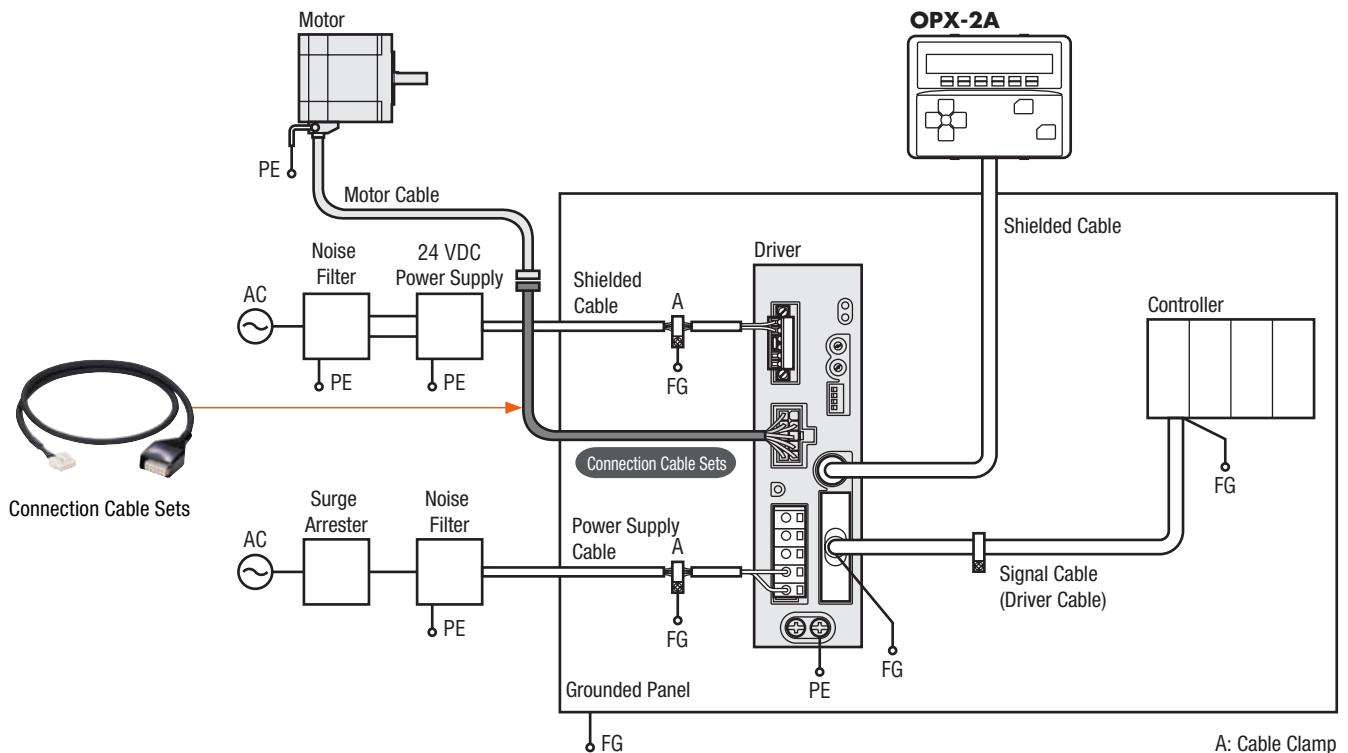 Motor
OPX-2A
PE
Motor Cable
Shielded Cable
Noise
Filter
24 VDC
Power Supply
Shielded
Cable
Driver
AC
A
Controller
PE
PE
FG
Connection Cable Sets
FG
Connection Cable Sets
Surge
Arrester
Noise
Filter
Power Supply
Cable
AC
A
Signal Cable
(Driver Cable)
PE
FG
FG
Grounded Panel
PE
FG
A: Cable Clamp